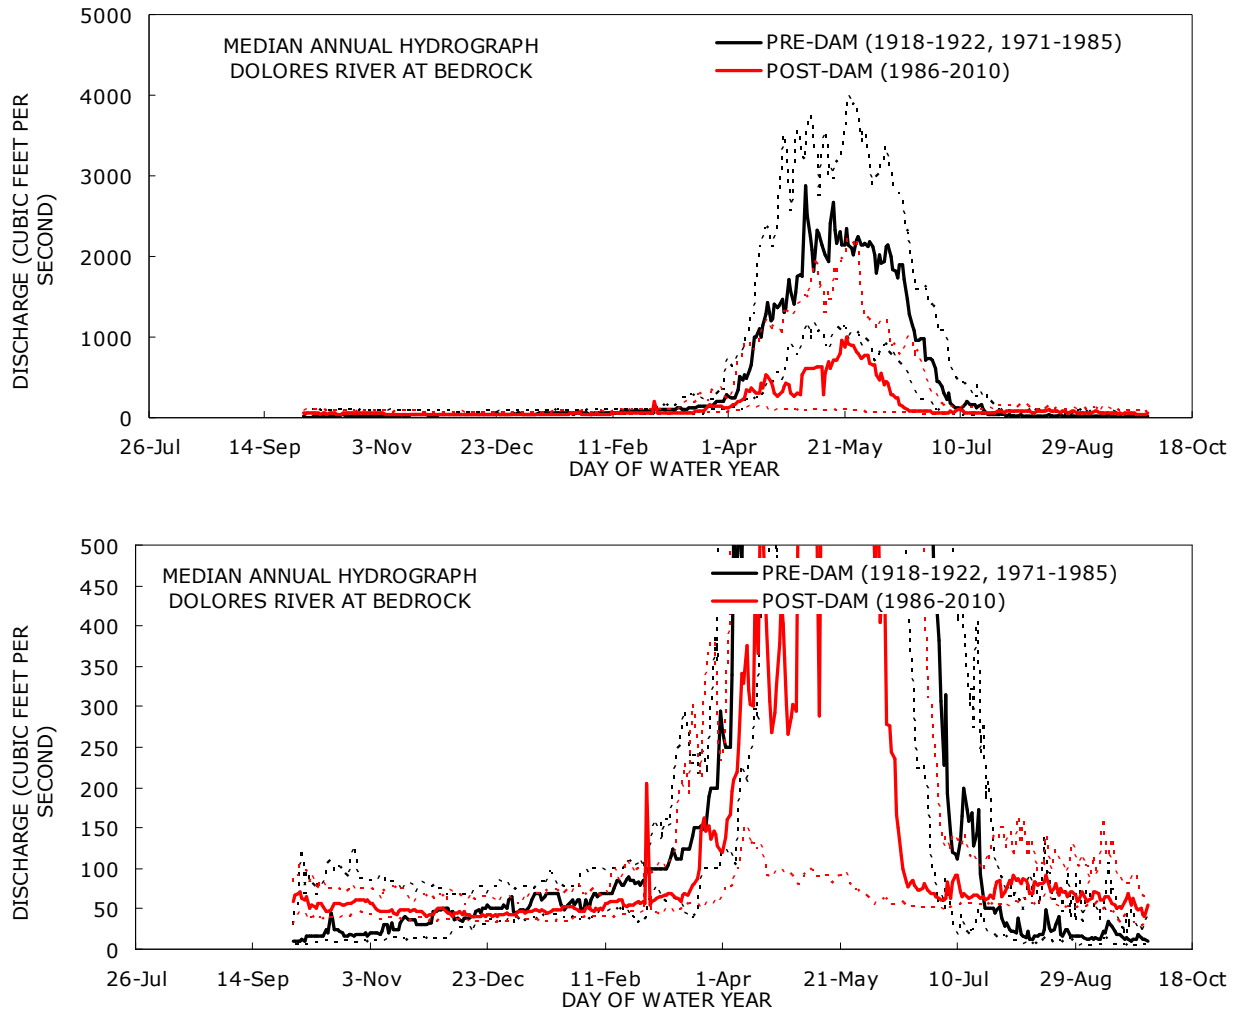 5000
4000
3000
2000
1000
0
DISCHARGE (CUBIC FEET PER
SECOND)
MEDIAN ANNUAL HYDROGRAPH
DOLORES RIVER AT BEDROCK
PRE-DAM (1918-1922, 1971-1985)
POST-DAM (1986-2010)
26-Jul 14-Sep 3-Nov 23-Dec 11-Feb 1-Apr 21-May 10-Jul 29-Aug 18-Oct
DAY OF WATER YEAR
500
450
400
350
300
250
200
150
100
50
0
DISCHARGE (CUBIC FEET PER
SECOND)
MEDIAN ANNUAL HYDROGRAPH
DOLORES RIVER AT BEDROCK
PRE-DAM (1918-1922, 1971-1985)
POST-DAM (1986-2010)
26-Jul 14-Sep 3-Nov 23-Dec 11-Feb 1-Apr 21-May 10-Jul 29-Aug 18-Oct
DAY OF WATER YEAR